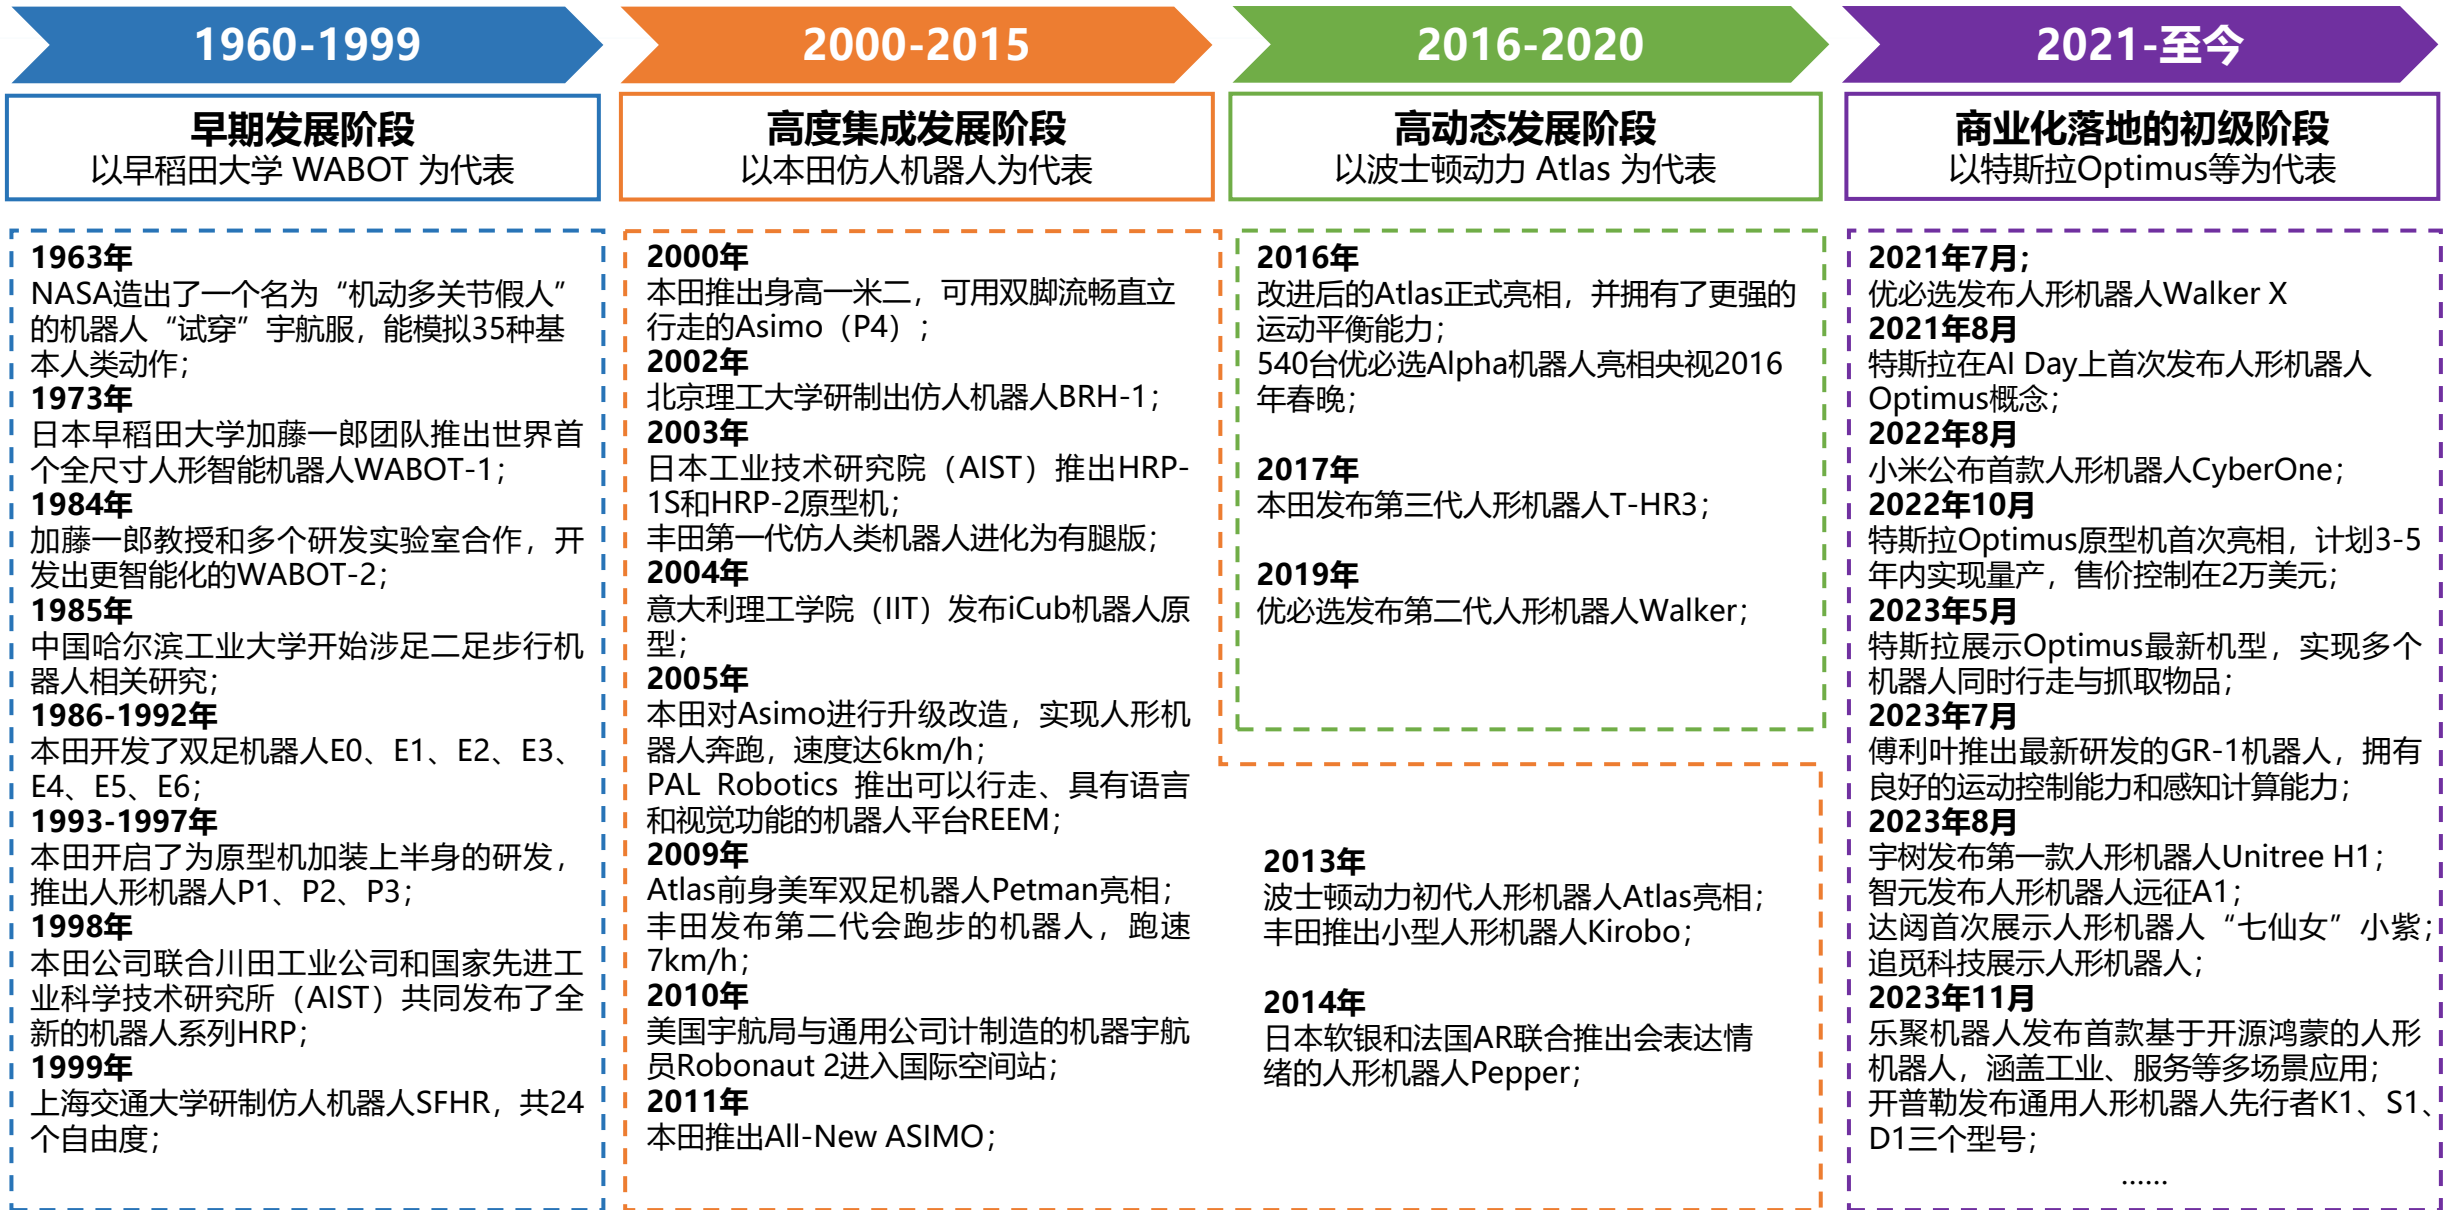 1960-1999
早期发展阶段
以早稻田大学 WABOT 为代表
1963年
NASA造出了一个名为“机动多关节假人”
的机器人“试穿”宇航服，能模拟35种基
本人类动作；
1973年
日本早稻田大学加藤一郎团队推出世界首
个全尺寸人形智能机器人WABOT-1；
1984年
加藤一郎教授和多个研发实验室合作，开
发出更智能化的WABOT-2；
1985年
中国哈尔滨工业大学开始涉足二足步行机
器人相关研究；
1986-1992年
本田开发了双足机器人E0、E1、E2、E3、
E4、E5、E6；
1993-1997年
本田开启了为原型机加装上半身的研发，
推出人形机器人P1、P2、P3；
1998年
本田公司联合川田工业公司和国家先进工
业科学技术研究所（AIST）共同发布了全
新的机器人系列HRP；
1999年
上海交通大学研制仿人机器人SFHR，共24
个自由度；
2000-2015
高度集成发展阶段
以本田仿人机器人为代表
2000年
本田推出身高一米二，可用双脚流畅直立
行走的Asimo（P4）；
2002年
北京理工大学研制出仿人机器人BRH-1；
2003年
日本工业技术研究院（AIST）推出HRP-
1S和HRP-2原型机；
丰田第一代仿人类机器人进化为有腿版；
2004年
意大利理工学院（IIT）发布iCub机器人原
型；
2005年
本田对Asimo进行升级改造，实现人形机
器人奔跑，速度达6km/h；
PAL Robotics 推出可以行走、具有语言
和视觉功能的机器人平台REEM；
2009年
Atlas前身美军双足机器人Petman亮相；
丰田发布第二代会跑步的机器人，跑速
7km/h；
2010年
美国宇航局与通用公司计制造的机器宇航
员Robonaut 2进入国际空间站；
2011年
本田推出All-New ASIMO；
2013年
波士顿动力初代人形机器人Atlas亮相；
丰田推出小型人形机器人Kirobo；
2014年
日本软银和法国AR联合推出会表达情
绪的人形机器人Pepper；
2016-2020
高动态发展阶段
以波士顿动力 Atlas 为代表
2016年
改进后的Atlas正式亮相，并拥有了更强的
运动平衡能力；
540台优必选Alpha机器人亮相央视2016
年春晚；
2017年
本田发布第三代人形机器人T-HR3；
2019年
优必选发布第二代人形机器人Walker；
2021-至今
商业化落地的初级阶段
以特斯拉Optimus等为代表
2021年7月；
优必选发布人形机器人Walker X
2021年8月
特斯拉在AI Day上首次发布人形机器人
Optimus概念；
2022年8月
小米公布首款人形机器人CyberOne；
2022年10月
特斯拉Optimus原型机首次亮相，计划3-5
年内实现量产，售价控制在2万美元；
2023年5月
特斯拉展示Optimus最新机型，实现多个
机器人同时行走与抓取物品；
2023年7月
傅利叶推出最新研发的GR-1机器人，拥有
良好的运动控制能力和感知计算能力；
2023年8月
宇树发布第一款人形机器人Unitree H1；
智元发布人形机器人远征A1；
达闼首次展示人形机器人“七仙女”小紫；
追觅科技展示人形机器人；
2023年11月
乐聚机器人发布首款基于开源鸿蒙的人形
机器人，涵盖工业、服务等多场景应用；
开普勒发布通用人形机器人先行者K1、S1、
D1三个型号；
......